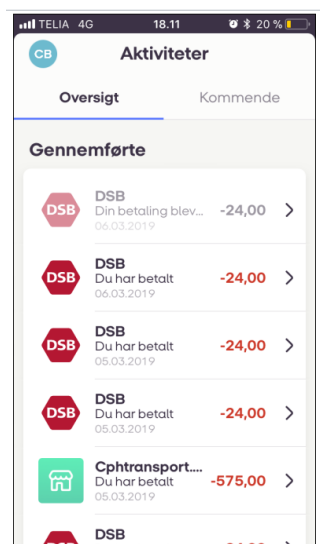 TELIA 4G 18.11 20 %
CB Aktiviteter
Oversigt Kommende
Gennemførte
DSB
DSB Din betaling blev... -24,00
06.03.2019
DSB
DSB Du har betalt -24,00
06.03.2019
DSB
DSB Du har betalt -24,00
05.03.2019
DSB
DSB Du har betalt -24,00
05.03.2019
Cphtransport....
Du har betalt -575,00
05.03.2019
DSB